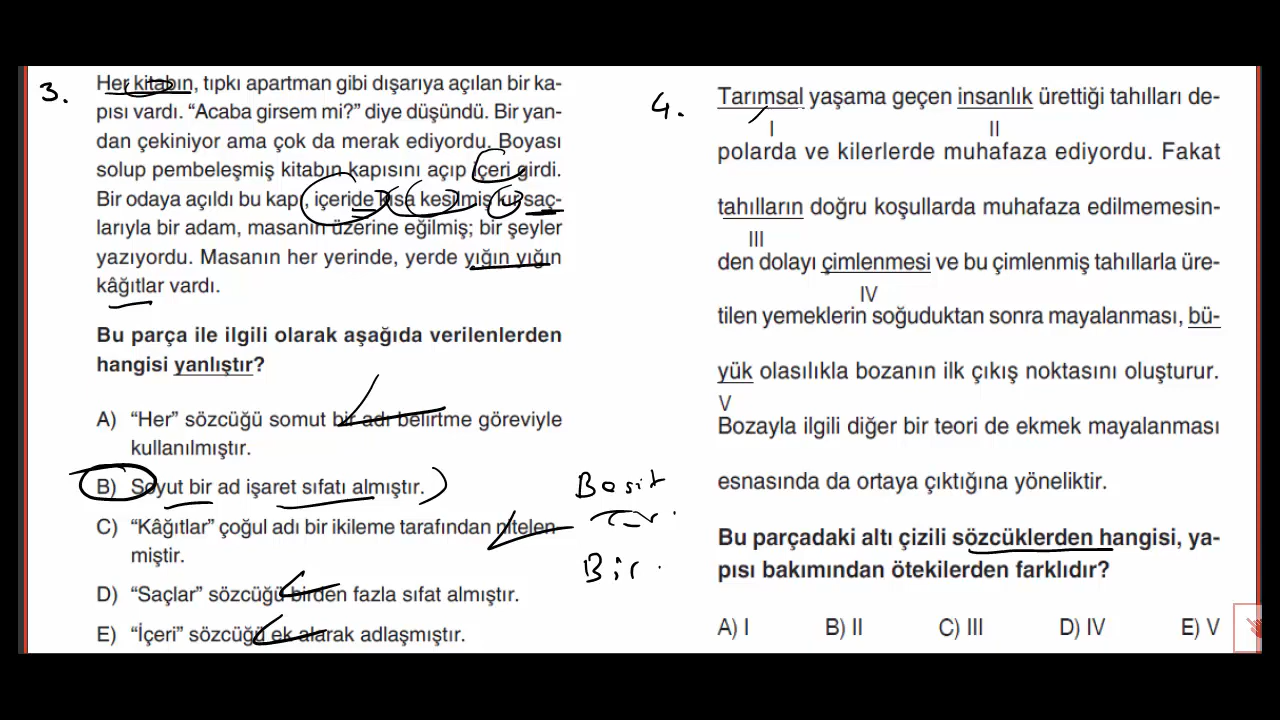 3.
Her kitabın, tıpkı apartman gibi dışarıya açılan bir ka-
pısı vardı. “Acaba girsem mi?” diye düşündü. Bir yan-
dan çekiniyor ama çok da merak ediyordu. Boyası
solup pembeleşmiş kitabın kapısını açıp içeri girdi.
Bir odaya açıldı bu kapı, içeride kısa kesilmiş kır saç-
larıyla bir adam, masanın üzerine eğilmiş; bir şeyler
yazıyordu. Masanın her yerinde, yerde yığın yığın
kâğıtlar vardı.
Bu parça ile ilgili olarak aşağıda verilenlerden
hangisi yanlıştır?
A) “Her” sözcüğü somut bir adı belirtme göreviyle
kullanılmıştır.
B) Soyut bir ad işaret sıfatı almıştır.
C) “Kâğıtlar” çoğul adı bir ikileme tarafından nitelen-
miştir.
D) “Saçlar” sözcüğü birden fazla sıfat almıştır.
E) “İçeri” sözcüğü ek alarak adlaşmıştır.
Basit
Tür.
Bir.
4.
Tarımsal yaşama geçen insanlık ürettiği tahılları de-
I II
polarda ve kilerlerde muhafaza ediyordu. Fakat
tahılların doğru koşullarda muhafaza edilmemesin-
III
den dolayı çimlenmesi ve bu çimlenmiş tahıllarla üre-
IV
tilen yemeklerin soğuduktan sonra mayalanması, bü-
yük olasılıkla bozanın ilk çıkış noktasını oluşturur.
V
Bozayla ilgili diğer bir teori de ekmek mayalanması
esnasında da ortaya çıktığına yöneliktir.
Bu parçadaki altı çizili sözcüklerden hangisi, ya-
pısı bakımından ötekilerden farklıdır?
A) I B) II C) III D) IV E) V